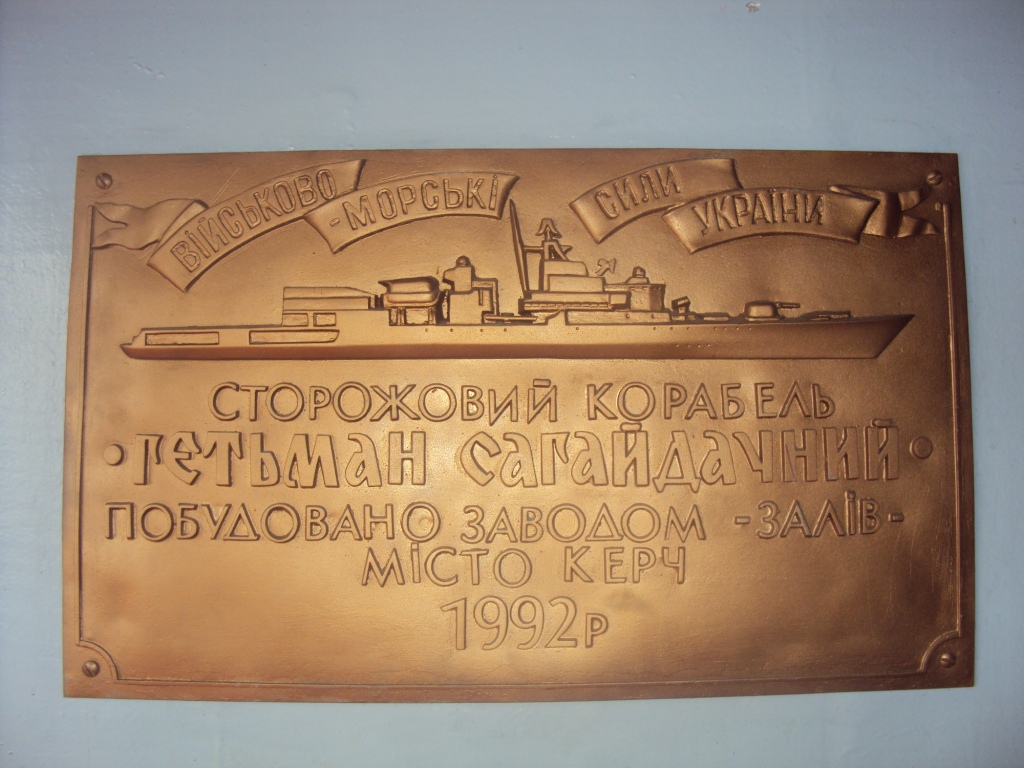 ВІЙСЬКОВО
-МОРСЬКІ
СИЛИ
УКРАЇНИ
СТОРОЖОВИЙ КОРАБЕЛЬ
·ГЕТЬМАН САГАЙДАЧНИЙ·
ПОБУДОВАНО ЗАВОДОМ -ЗАЛІВ-
МІСТО КЕРЧ
1992р